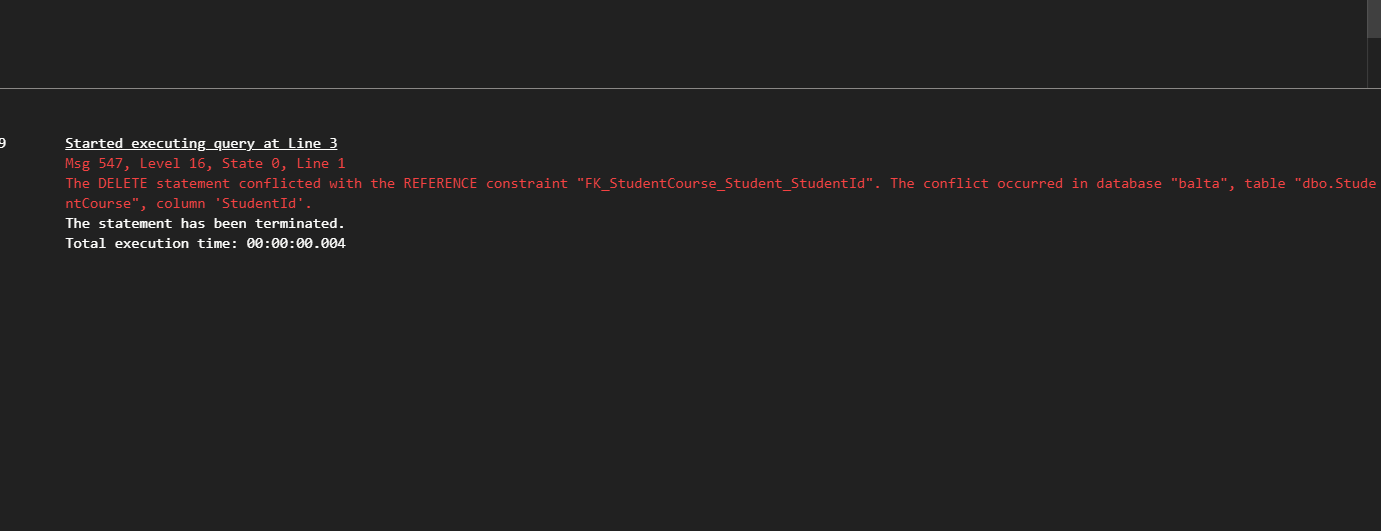 9 Started executing query at Line 3
Msg 547, Level 16, State 0, Line 1
The DELETE statement conflicted with the REFERENCE constraint "FK_StudentCourse_Student_StudentId". The conflict occurred in database "balta", table "dbo.Stude
ntCourse", column 'StudentId'.
The statement has been terminated.
Total execution time: 00:00:00.004